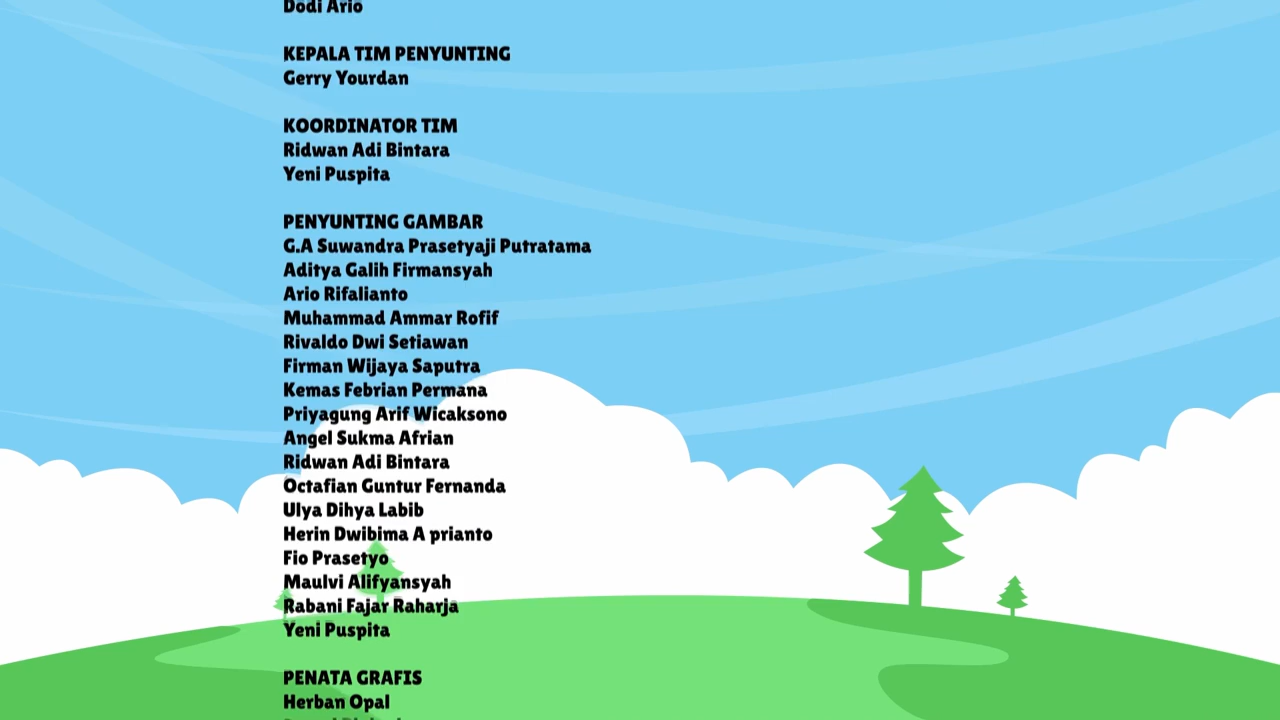 Dodi Ario
KEPALA TIM PENYUNTING
Gerry Yourdan
KOORDINATOR TIM
Ridwan Adi Bintara
Yeni Puspita
PENYUNTING GAMBAR
G.A Suwandra Prasetyaji Putratama
Aditya Galih Firmansyah
Ario Rifalianto
Muhammad Ammar Rofif
Rivaldo Dwi Setiawan
Firman Wijaya Saputra
Kemas Febrian Permana
Priyagung Arif Wicaksono
Angel Sukma Afrian
Ridwan Adi Bintara
Octafian Guntur Fernanda
Ulya Dihya Labib
Herin Dwibima A prianto
Fio Prasetyo
Maulvi Alifyansyah
Rabani Fajar Raharja
Yeni Puspita
PENATA GRAFIS
Herban Opal